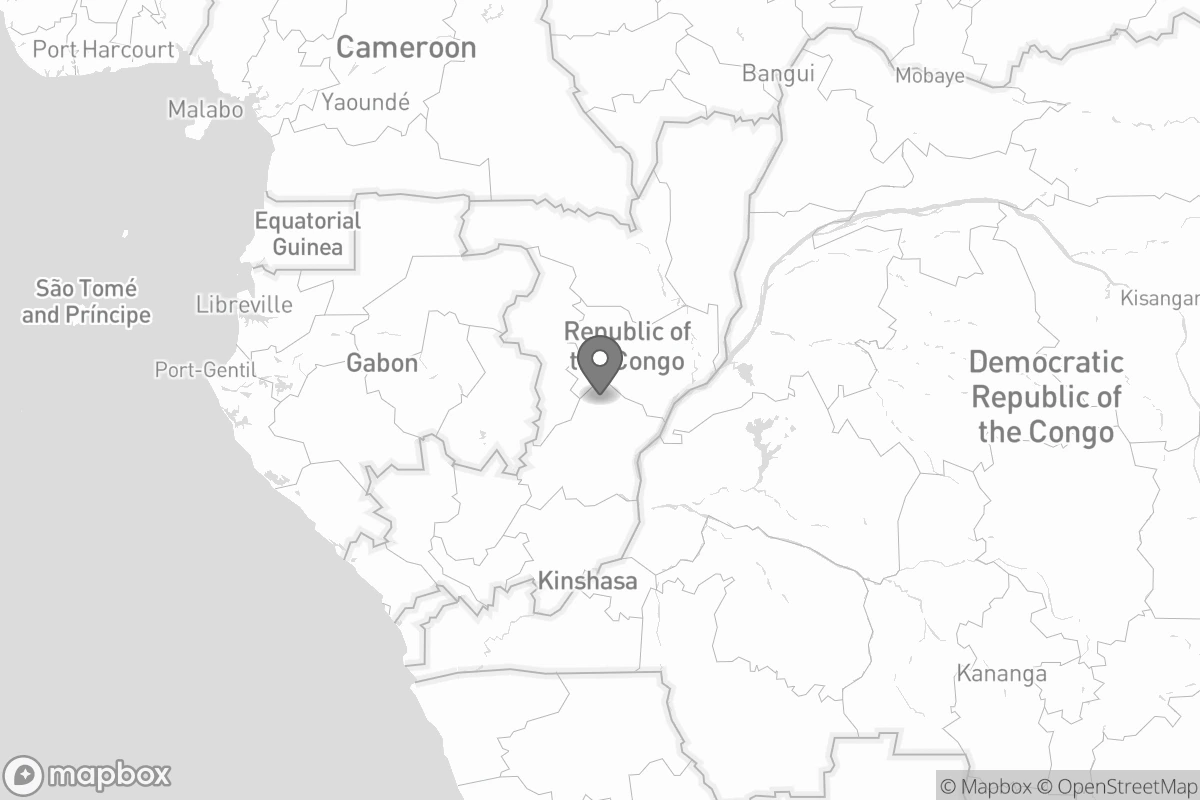 Port Harcourt
Cameroon
Bangui
Mobaye
Malabo
Yaoundé
Equatorial
Guinea
São Tomé
and Príncipe
Libreville
Kisangan
Republic of
the Congo
Port-Gentil
Gabon
Democratic
Republic of
the Congo
Kinshasa
Kananga
mapbox
© Mapbox © OpenStreetMap